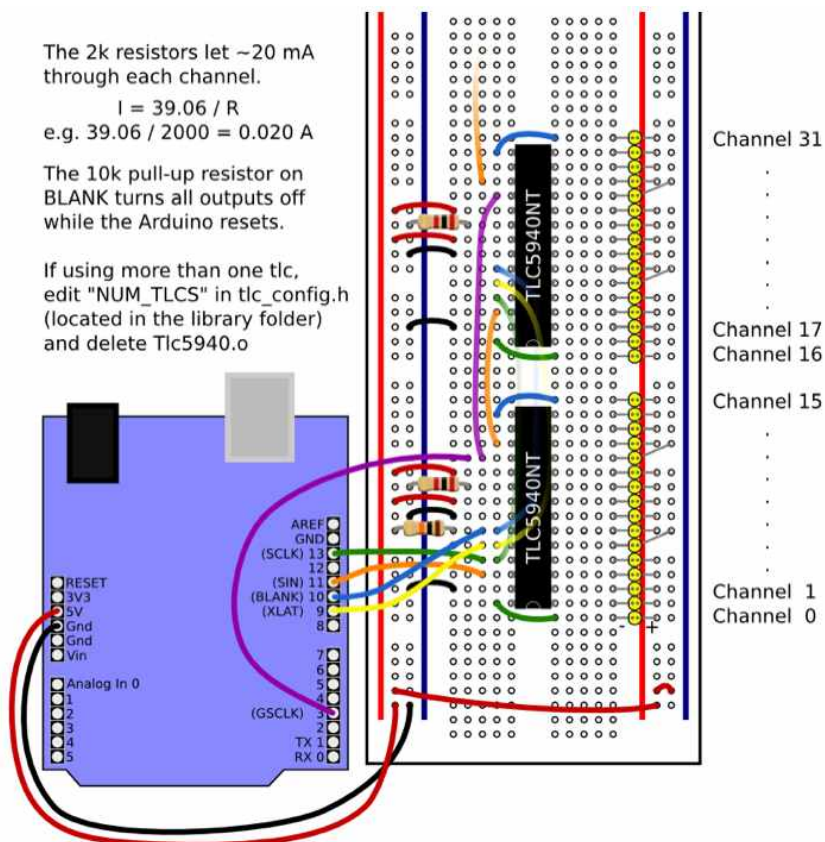 The 2k resistors let ~20 mA
through each channel.
I = 39.06 / R
e.g. 39.06 / 2000 = 0.020 A
The 10k pull-up resistor on
BLANK turns all outputs off
while the Arduino resets.
If using more than one tlc,
edit "NUM_TLCS" in tlc_config.h
(located in the library folder)
and delete Tlc5940.o
AREF
GND
(SCLK) 13
12
(SIN) 11
(BLANK) 10
(XLAT) 9
8
7
6
5
4
(GSCLK) 3
2
TX 1
RX 0
RESET
3V3
5V
Gnd
Gnd
Vin
Analog In 0
1
2
3
4
5
TLC5940NT
TLC5940NT
Channel 31
Channel 17
Channel 16
Channel 15
Channel 1
Channel 0
- +